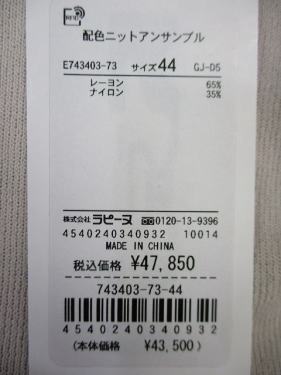 配色ニットアンサンブル
E743403-73 サイズ44 GJ-D5
レーヨン 65%
ナイロン 35%
株式会社ラピーヌ 0120-13-9396
4540240340932 10014
MADE IN CHINA
税込価格 ¥47,850
743403-73-44
4540240340932
(本体価格 ¥43,500)